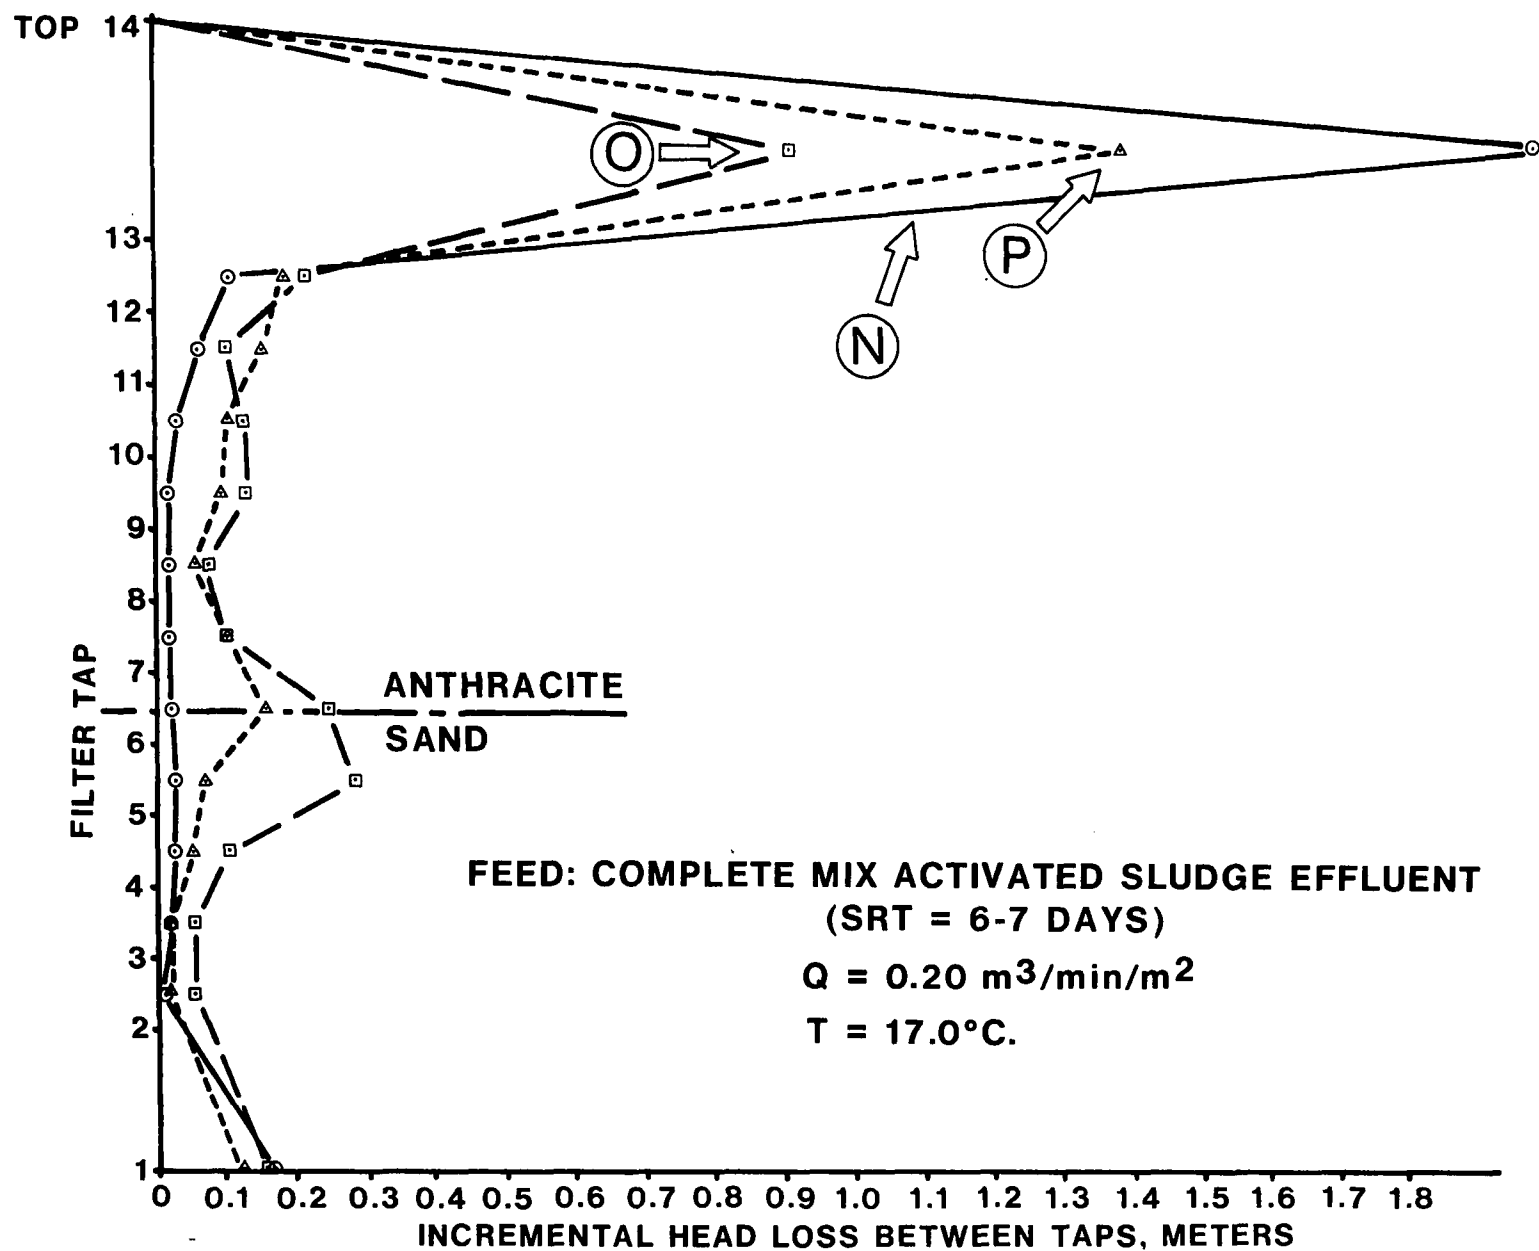 TOP 14
O
P
13
N
12
11
10
9
8
7
ANTHRACITE
FILTER TAP
6
SAND
5
4
FEED: COMPLETE MIX ACTIVATED SLUDGE EFFLUENT
(SRT = 6-7 DAYS)
3
Q = 0.20 m3/min/m2
2
T = 17.0°C.
1
0 0.1 0.2 0.3 0.4 0.5 0.6 0.7 0.8 0.9 1.0 1.1 1.2 1.3 1.4 1.5 1.6 1.7 1.8
INCREMENTAL HEAD LOSS BETWEEN TAPS, METERS